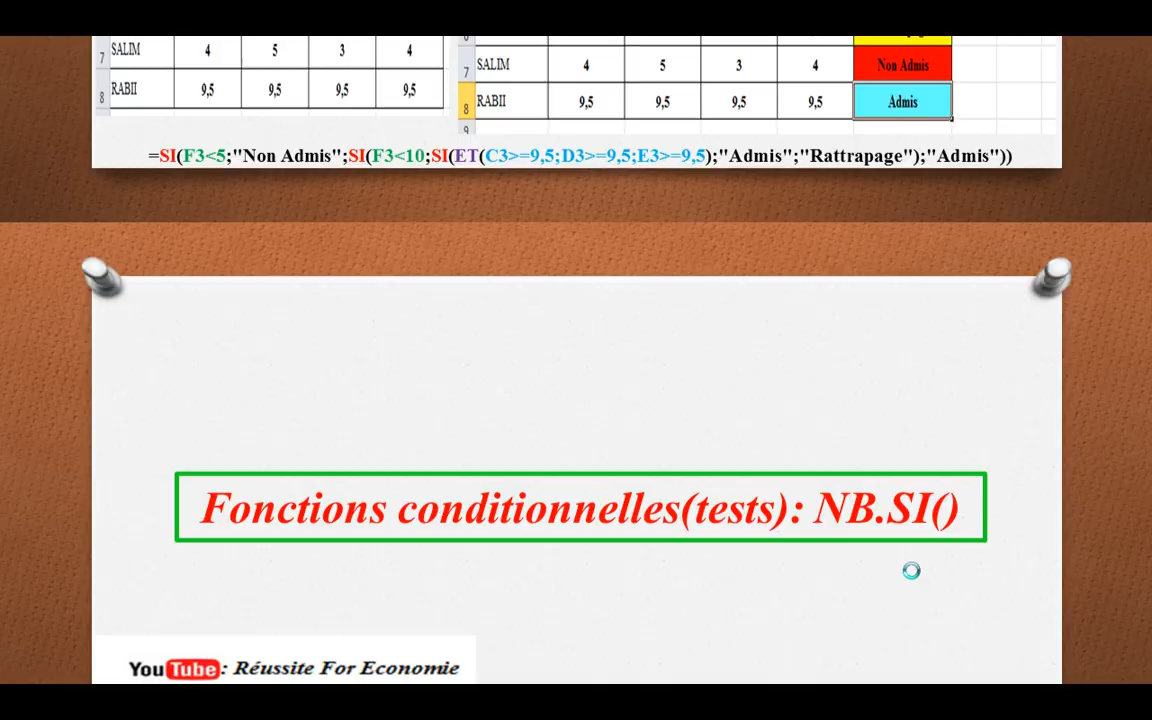 7 SALIM 4 5 3 4
8 RABII 9,5 9,5 9,5 9,5
7 SALIM 4 5 3 4 Non Admis
8 RABII 9,5 9,5 9,5 9,5 Admis
9
=SI(F3<5;"Non Admis";SI(F3<10;SI(ET(C3>=9,5;D3>=9,5;E3>=9,5);"Admis";"Rattrapage");"Admis"))
Fonctions conditionnelles(tests): NB.SI()
YouTube: Réussite For Economie